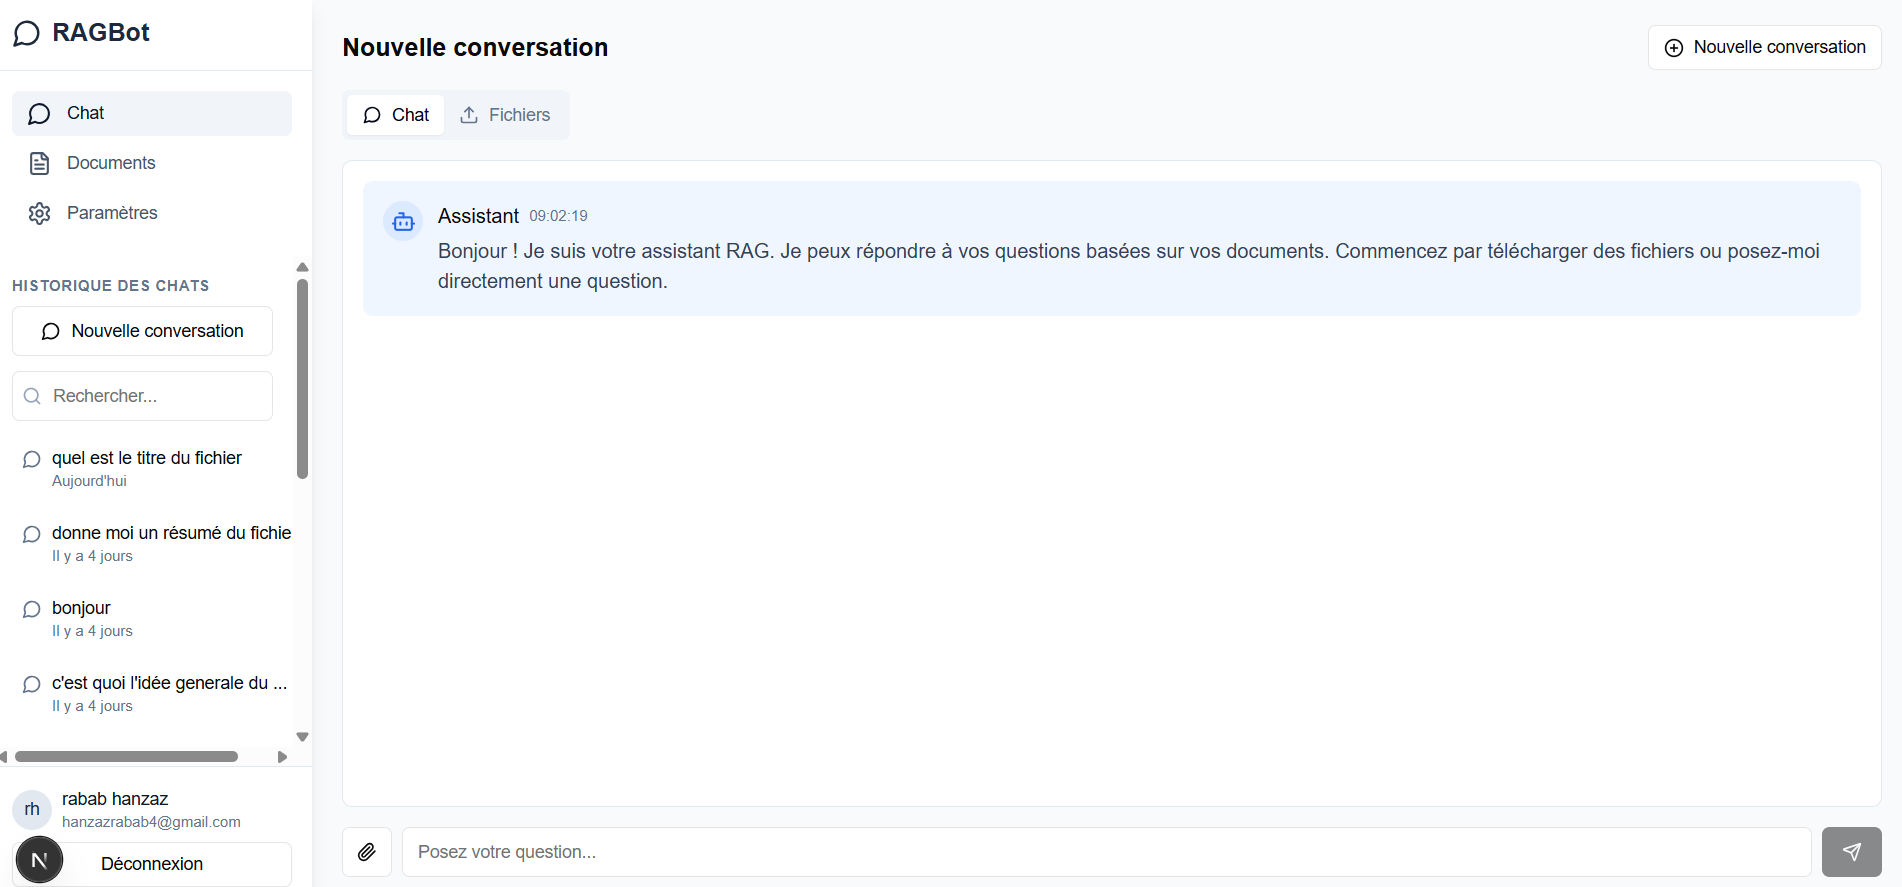 RAGBot
Chat
Documents
Paramètres
HISTORIQUE DES CHATS
Nouvelle conversation
Rechercher...
quel est le titre du fichier
Aujourd'hui
donne moi un résumé du fichie
Il y a 4 jours
bonjour
Il y a 4 jours
c'est quoi l'idée generale du ...
Il y a 4 jours
rh
rabab hanzaz
hanzazrabab4@gmail.com
N
Déconnexion
Nouvelle conversation
Nouvelle conversation
Chat
Fichiers
Assistant 09:02:19
Bonjour ! Je suis votre assistant RAG. Je peux répondre à vos questions basées sur vos documents. Commencez par télécharger des fichiers ou posez-moi
directement une question.
Posez votre question...